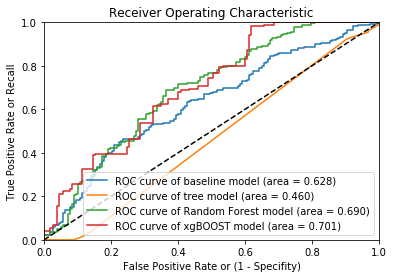 Receiver Operating Characteristic
True Positive Rate or Recall
1.0
0.8
0.6
0.4
0.2
0.0
ROC curve of baseline model (area = 0.628)
ROC curve of tree model (area = 0.460)
ROC curve of Random Forest model (area = 0.690)
ROC curve of xgBOOST model (area = 0.701)
0.0 0.2 0.4 0.6 0.8 1.0
False Positive Rate or (1 - Specifity)